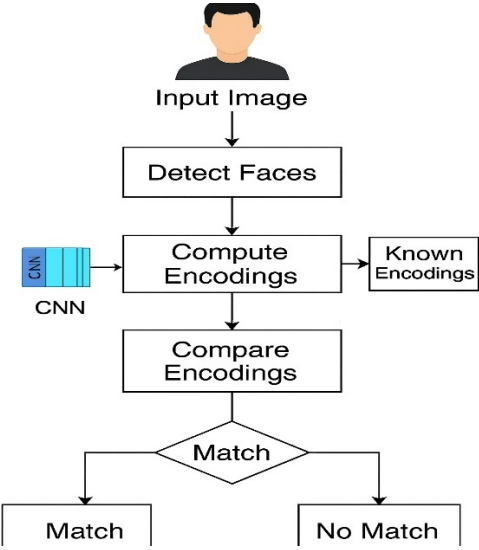 Input Image
Detect Faces
CNN
CNN
Compute
Encodings
Known
Encodings
Compare
Encodings
Match
Match
No Match